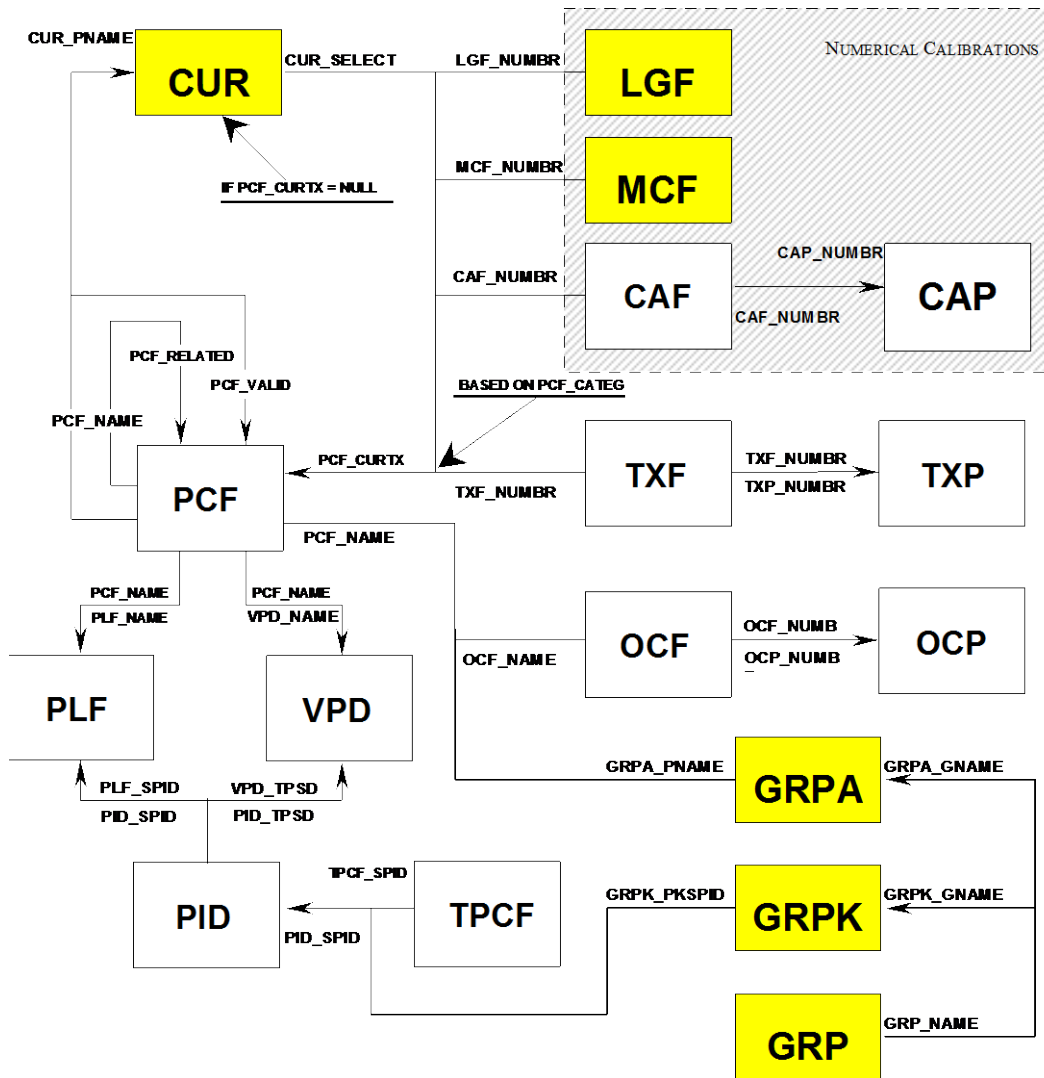 CUR_PNAME
CUR
CUR_SELECT
LGF_NUMBR
LGF
NUMERICAL CALIBRATIONS
MCF_NUMBR
MCF
IF PCF_CURTX = NULL
CAF_NUMBR
CAF
CAP_NUMBR
CAF_NUMBR
CAP
PCF_RELATED
PCF_VALID
PCF_NAME
BASED ON PCF_CATEG
PCF
PCF_CURTX
TXF_NUMBR
TXF
TXF_NUMBR
TXP_NUMBR
TXP
PCF_NAME
PCF_NAME
PLF_NAME
PCF_NAME
VPD_NAME
OCF_NAME
OCF
OCF_NUMB
OCP_NUMB
OCP
PLF
VPD
PLF_SPID
PID_SPID
VPD_TPSD
PID_TPSD
GRPA_PNAME
GRPA
GRPA_GNAME
PID
TPCF_SPID
PID_SPID
TPCF
GRPK_PKSPID
GRPK
GRPK_GNAME
GRP
GRP_NAME